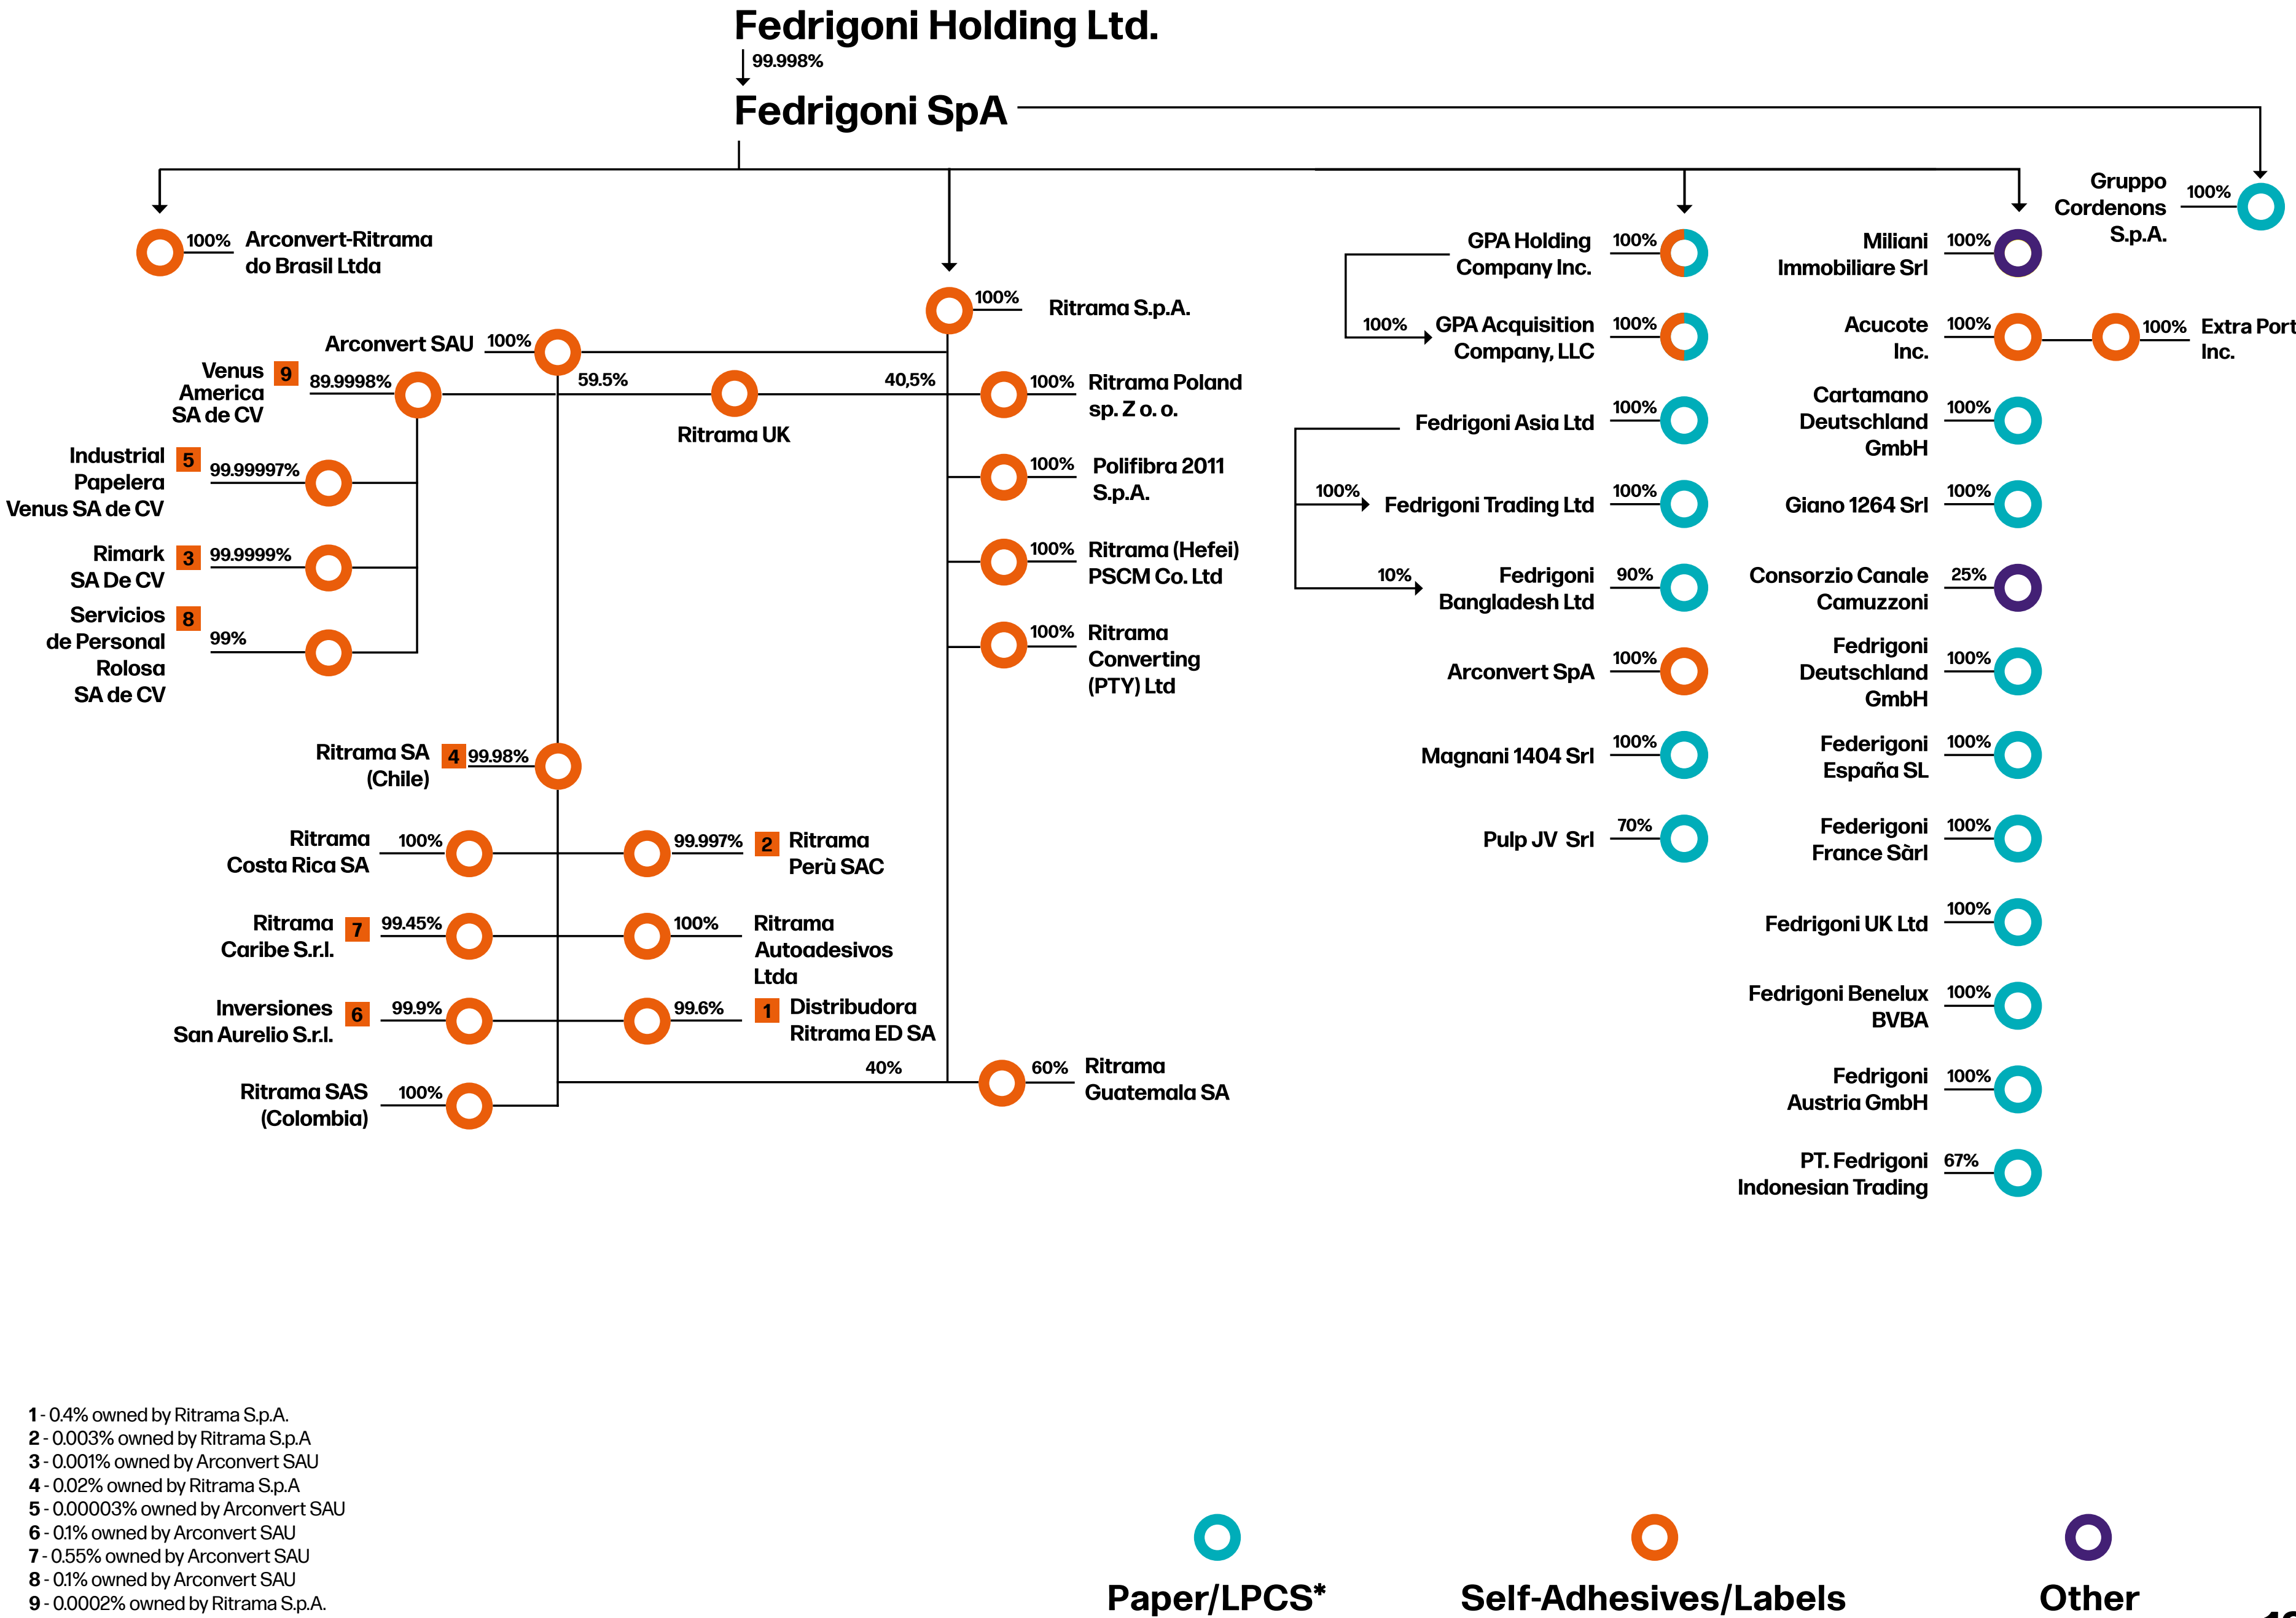 Fedrigoni Holding Ltd.
99.998%
Fedrigoni SpA
100%
Arconvert-Ritrama
do Brasil Ltda
100%
Ritrama S.p.A.
Arconvert SAU
100%
Venus
America
SA de CV
9
89.9998%
59.5%
40,5%
Ritrama UK
100%
Ritrama Poland
sp. Z o. o.
Industrial
Papelera
Venus SA de CV
5
99.99997%
100%
Polifibra 2011
S.p.A.
Rimark
SA De CV
3
99.9999%
100%
Ritrama (Hefei)
PSCM Co. Ltd
Servicios
de Personal
Rolosa
SA de CV
8
99%
100%
Ritrama
Converting
(PTY) Ltd
Ritrama SA
(Chile)
4
99.98%
Ritrama
Costa Rica SA
100%
99.997%
2
Ritrama
Perù SAC
Ritrama
Caribe S.r.l.
7
99.45%
100%
Ritrama
Autoadesivos
Ltda
Inversiones
San Aurelio S.r.l.
6
99.9%
99.6%
1
Distribudora
Ritrama ED SA
Ritrama SAS
(Colombia)
100%
40%
60%
Ritrama
Guatemala SA
GPA Holding
Company Inc.
100%
100%
GPA Acquisition
Company, LLC
100%
Fedrigoni Asia Ltd
100%
100%
Fedrigoni Trading Ltd
100%
10%
Fedrigoni
Bangladesh Ltd
90%
Arconvert SpA
100%
Magnani 1404 Srl
100%
Pulp JV Srl
70%
Miliani
Immobiliare Srl
100%
Acucote
Inc.
100%
100%
Extra Port
Inc.
Cartamano
Deutschland
GmbH
100%
Giano 1264 Srl
100%
Consorzio Canale
Camuzzoni
25%
Fedrigoni
Deutschland
GmbH
100%
Federigoni
España SL
100%
Federigoni
France Sàrl
100%
Fedrigoni UK Ltd
100%
Fedrigoni Benelux
BVBA
100%
Fedrigoni
Austria GmbH
100%
PT. Fedrigoni
Indonesian Trading
67%
Gruppo
Cordenons
S.p.A.
100%
1 - 0.4% owned by Ritrama S.p.A.
2 - 0.003% owned by Ritrama S.p.A
3 - 0.001% owned by Arconvert SAU
4 - 0.02% owned by Ritrama S.p.A
5 - 0.00003% owned by Arconvert SAU
6 - 0.1% owned by Arconvert SAU
7 - 0.55% owned by Arconvert SAU
8 - 0.1% owned by Arconvert SAU
9 - 0.0002% owned by Ritrama S.p.A.
Paper/LPCS*
Self-Adhesives/Labels
Other